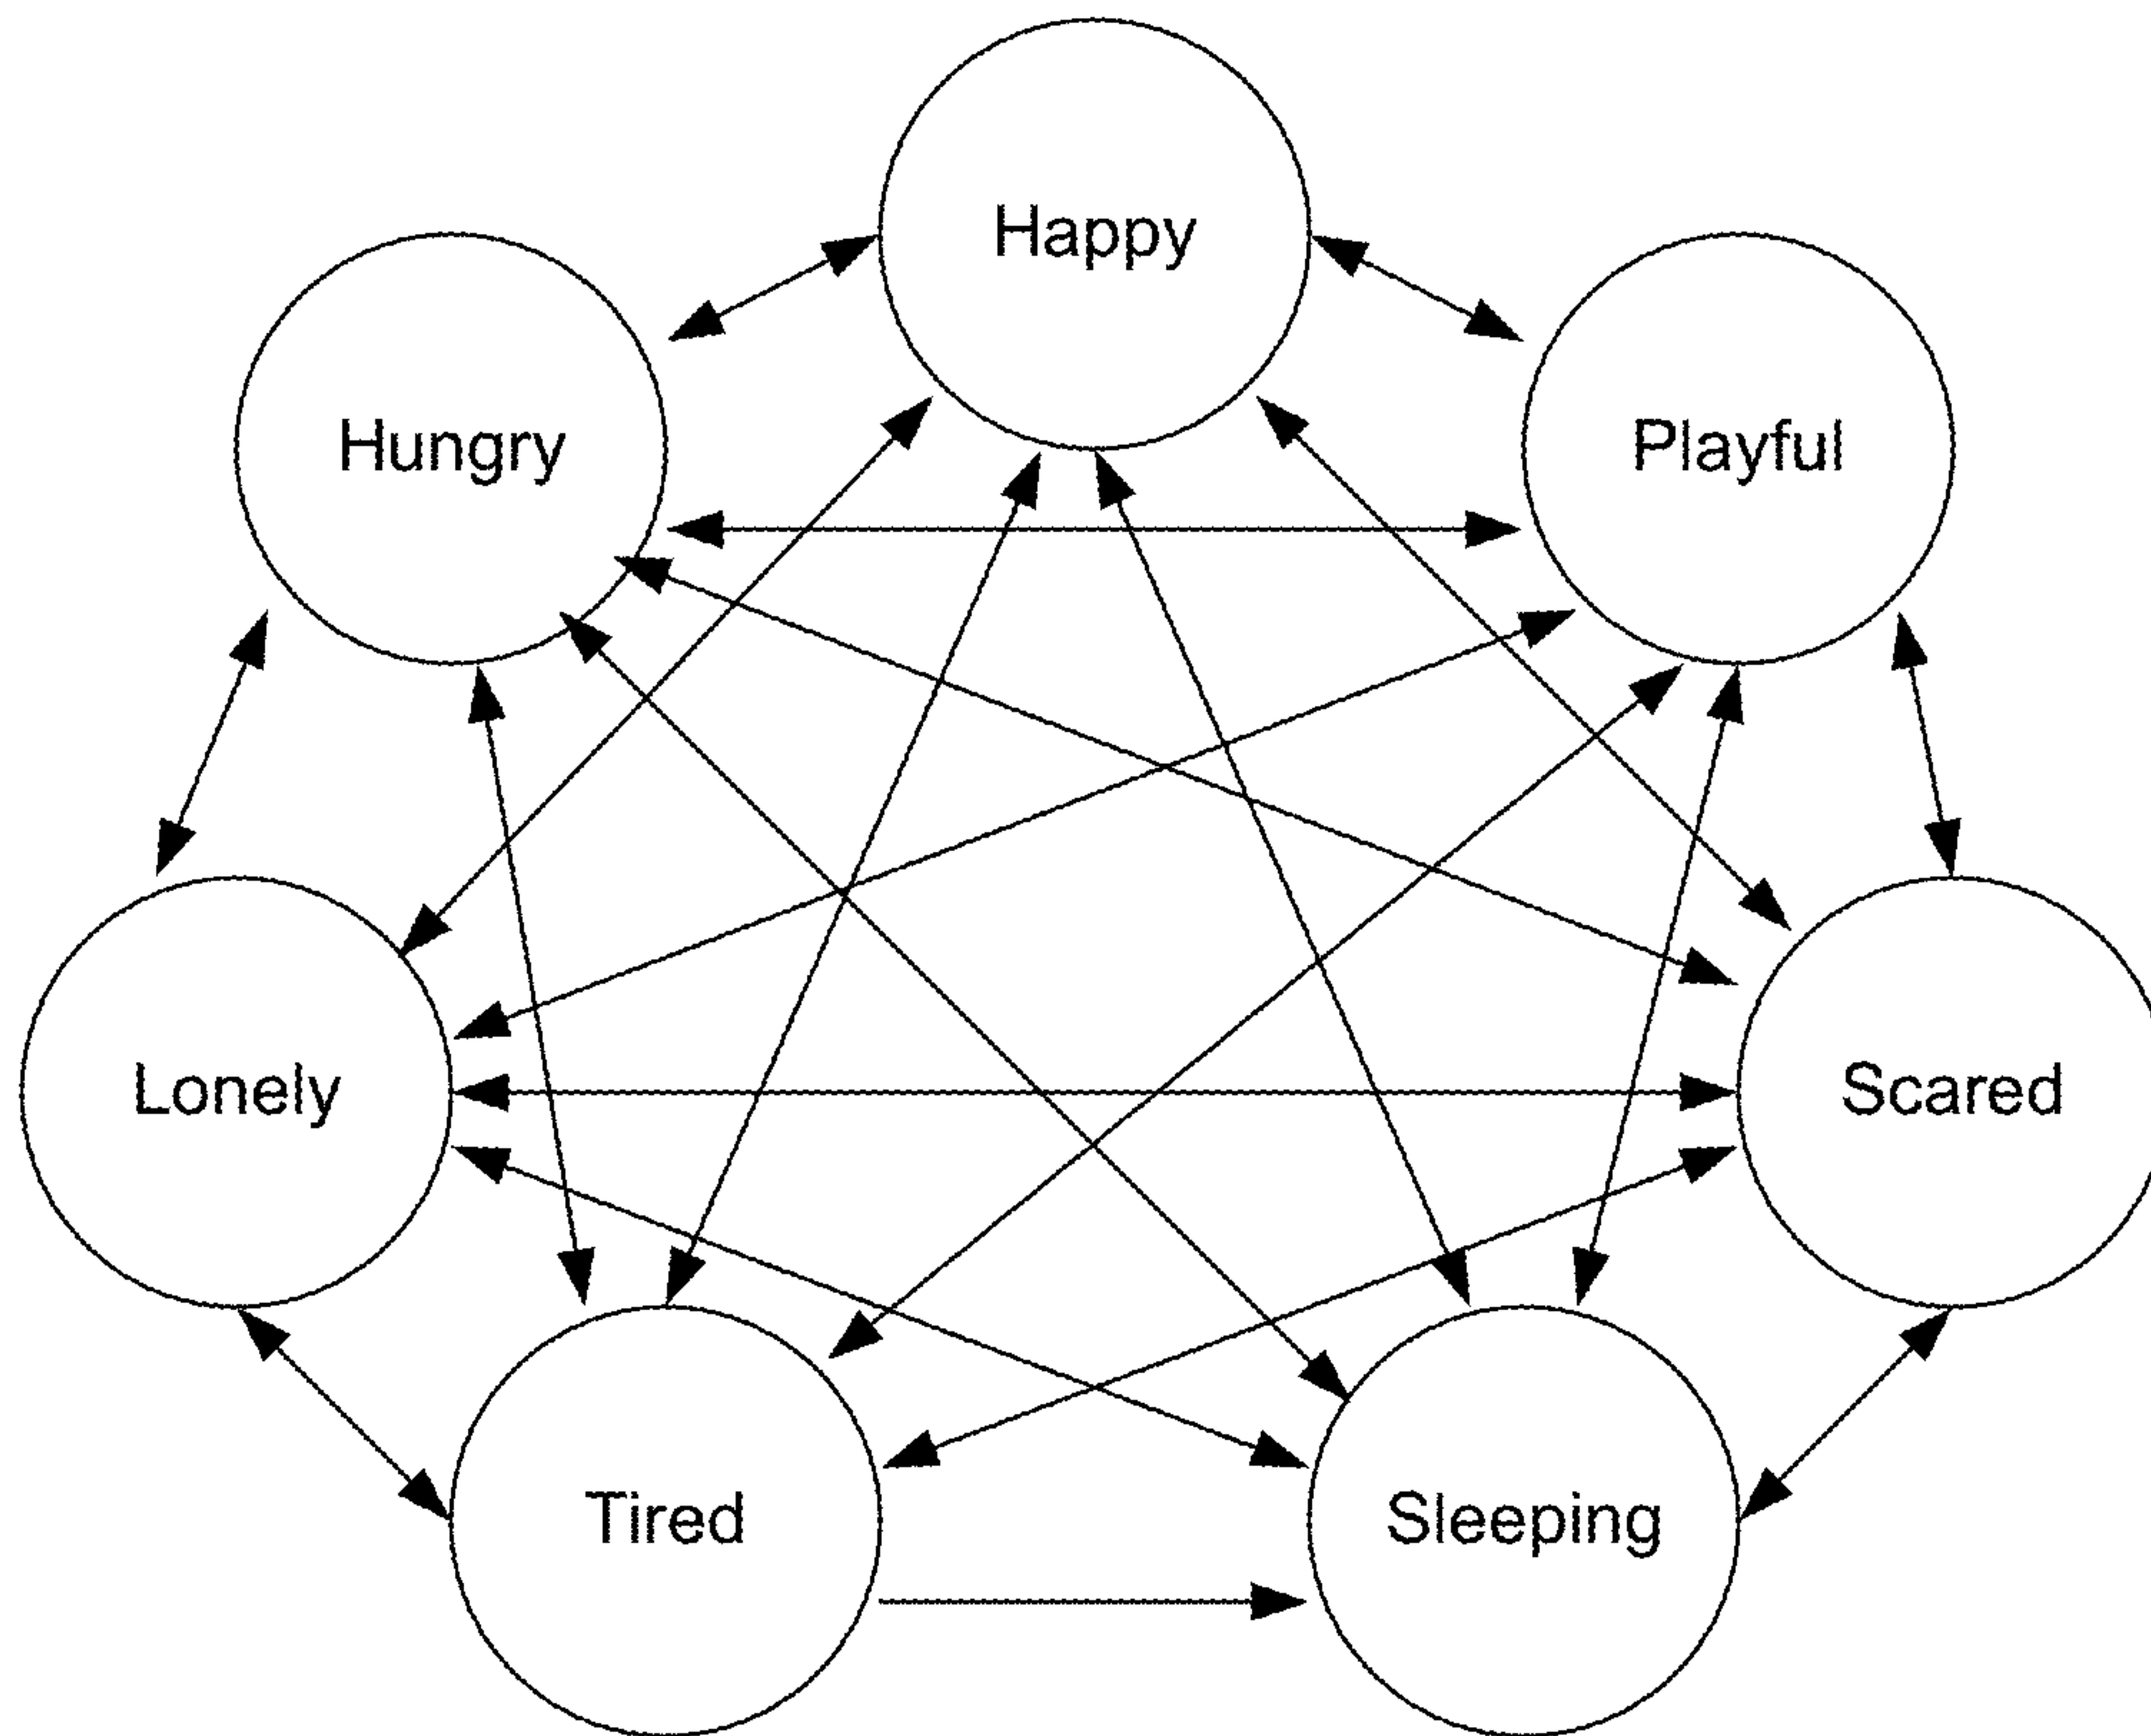 Happy
Hungry
Playful
Lonely
Scared
Tired
Sleeping